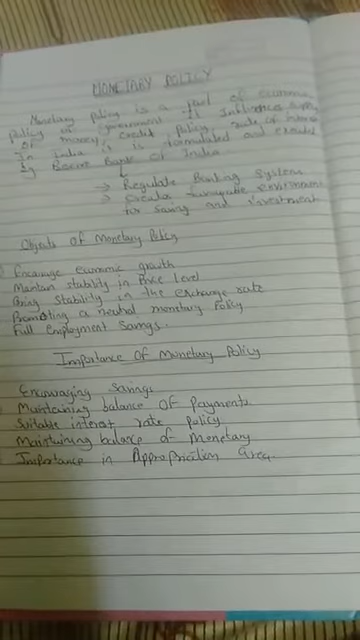 MONETARY POLICY
Monetary policy is a part of economic
policy of government It Influence supply
of money, credit policy, rate of interest
In India it is formulated and executed
by Reserve Bank of India
→ Regulate Banking System
→ Create favourable environment
for saving and investment
Objects of Monetary Policy
Encourage economic growth
Maintain stability in Price Level
Bring stability in the exchange rate
Promoting a neutral monetary Policy
Full Employment Savings.
Importance of Monetary Policy
Encouraging Savings
Maintaining balance of Payments
Suitable interest rate Policy
Maintaining balance of Monetary
Importance in Appropriation area.